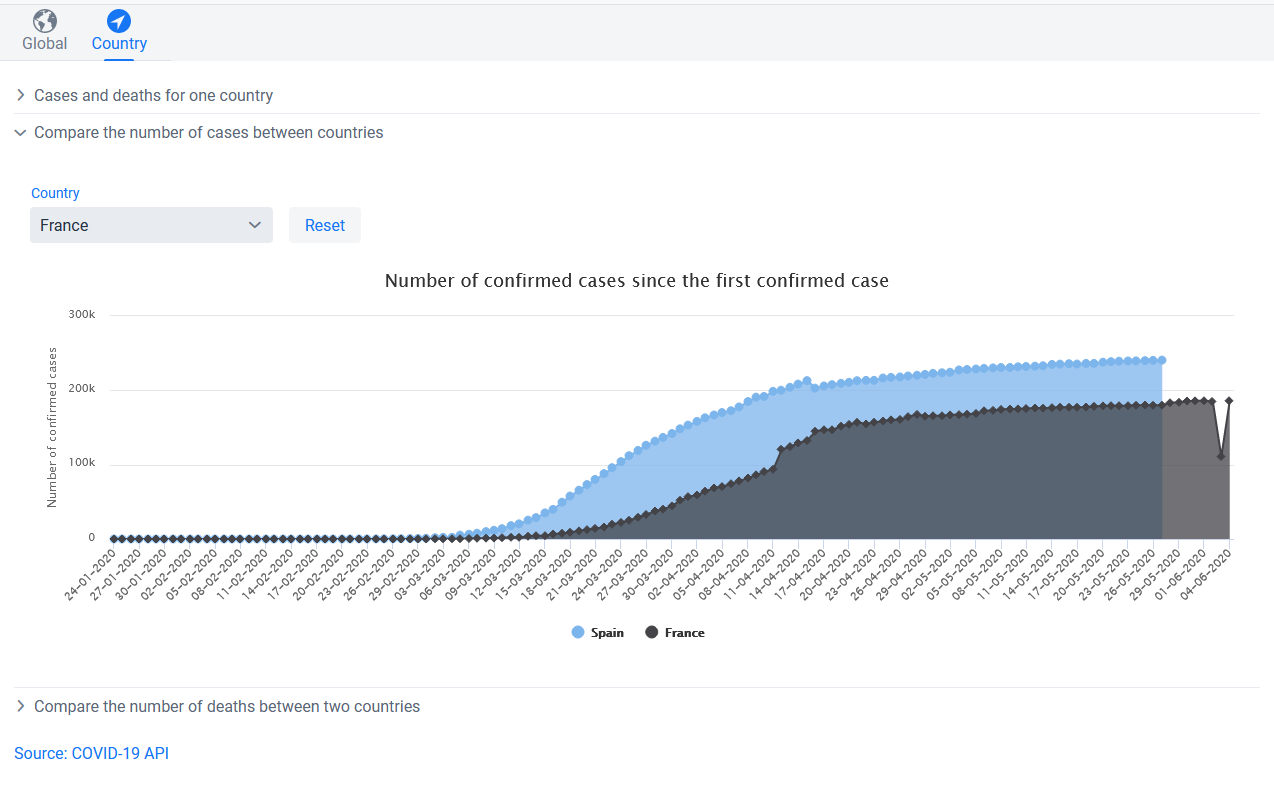 Global Country
Cases and deaths for one country
Compare the number of cases between countries
Country
France Reset
Number of confirmed cases since the first confirmed case
Number of confirmed cases
300k
200k
100k
0
24-01-2020 27-01-2020 30-01-2020 02-02-2020 05-02-2020 08-02-2020 11-02-2020 14-02-2020 17-02-2020 20-02-2020 23-02-2020 26-02-2020 29-02-2020 03-03-2020 06-03-2020 09-03-2020 12-03-2020 15-03-2020 18-03-2020 21-03-2020 24-03-2020 27-03-2020 30-03-2020 02-04-2020 05-04-2020 08-04-2020 11-04-2020 14-04-2020 17-04-2020 20-04-2020 23-04-2020 26-04-2020 29-04-2020 02-05-2020 05-05-2020 08-05-2020 11-05-2020 14-05-2020 17-05-2020 20-05-2020 23-05-2020 26-05-2020 29-05-2020 01-06-2020 04-06-2020
Spain France
Compare the number of deaths between two countries
Source: COVID-19 API